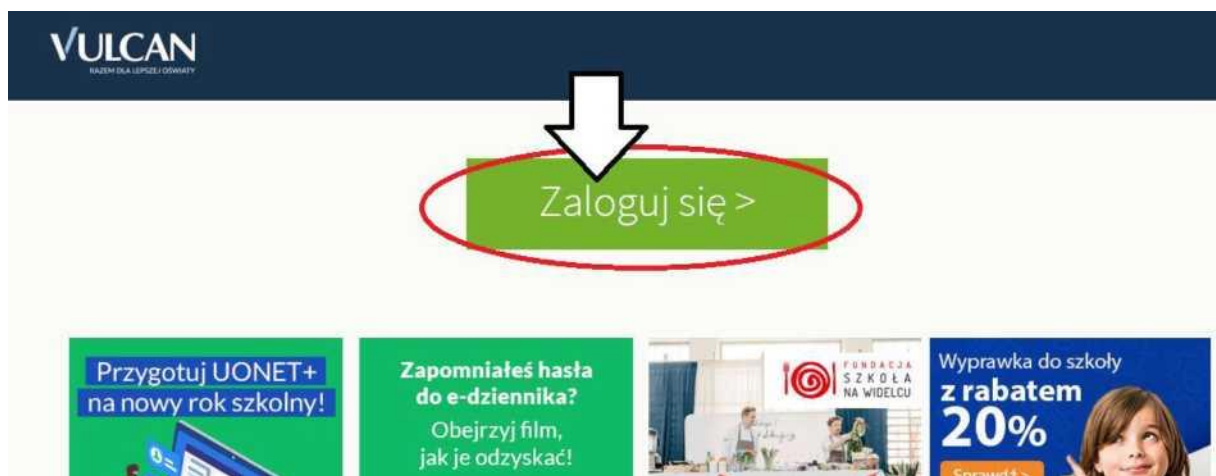 VULCAN
RAZEM DLA LEPSZEJ OŚWIATY
Zaloguj się >
Przygotuj UONET+
na nowy rok szkolny!
Zapomniałeś hasła
do e-dziennika?
Obejrzyj film,
jak je odzyskać!
FUNDACJA
SZKOŁA
NA WIDELCU
Wyprawka do szkoły
z rabatem
20%
Sprawdź >